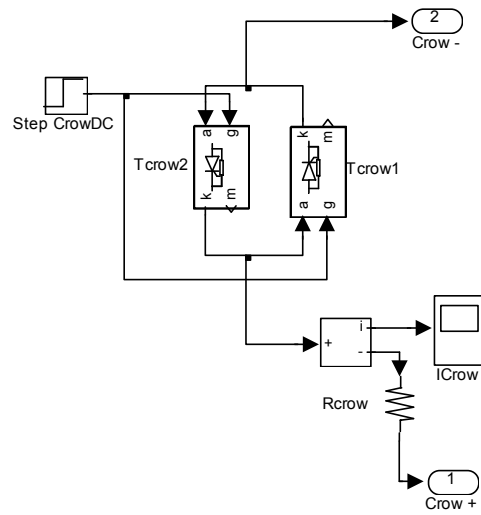 2
Crow -
Step CrowDC
a
g
k
m
Tcrow2
k
m
Tcrow1
a
g
+
i
-
ICrow
Rcrow
1
Crow +